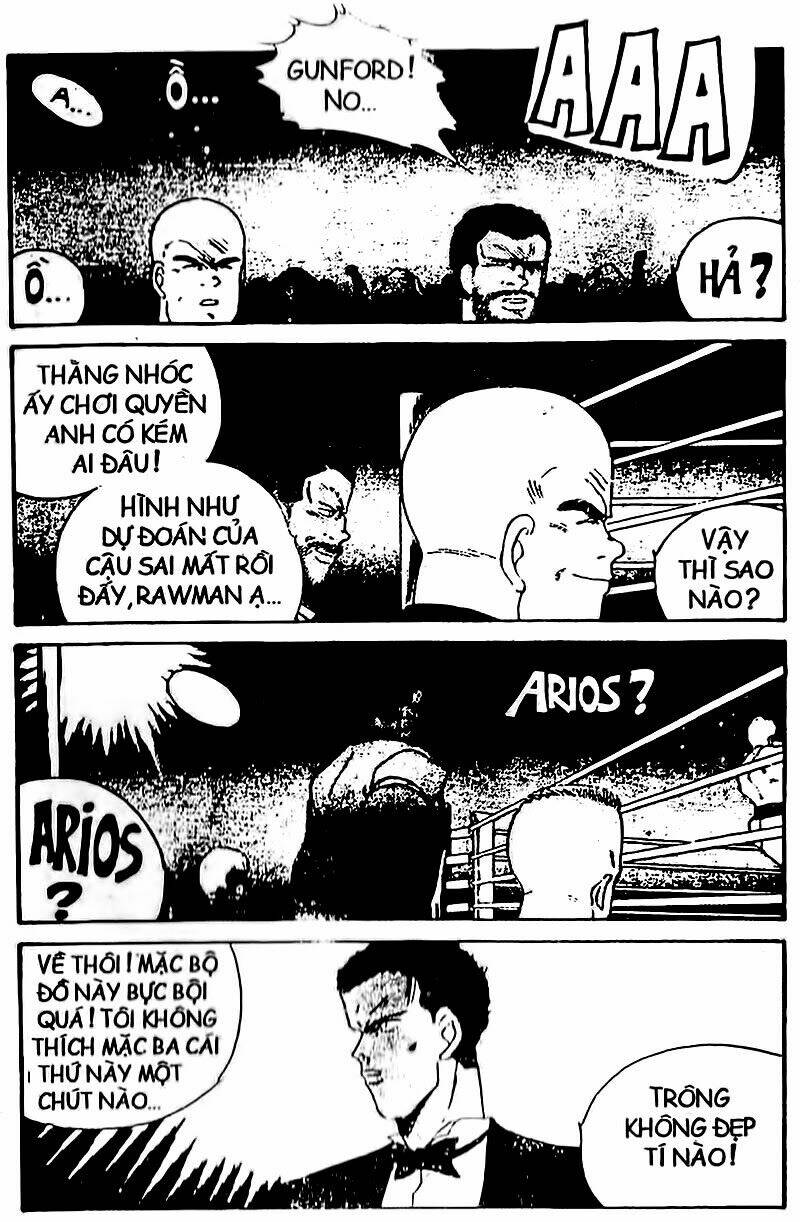 A...
Ồ...
GUNFORD!
NO...
AAA
Ồ...
HẢ?
THẰNG NHÓC
ẤY CHƠI QUYỀN
ANH CÓ KÉM
AI ĐÂU!
HÌNH NHƯ
DỰ ĐOÁN CỦA
CẬU SAI MẤT RỒI
ĐẤY, RAWMAN Ạ...
VẬY
THÌ SAO
NÀO?
ARIOS?
ARIOS
?
VỀ THÔI! MẶC BỘ
ĐỒ NÀY BỰC BỘI
QUÁ! TÔI KHÔNG
THÍCH MẶC BA CÁI
THỨ NÀY MỘT
CHÚT NÀO...
TRÔNG
KHÔNG ĐẸP
TÍ NÀO!